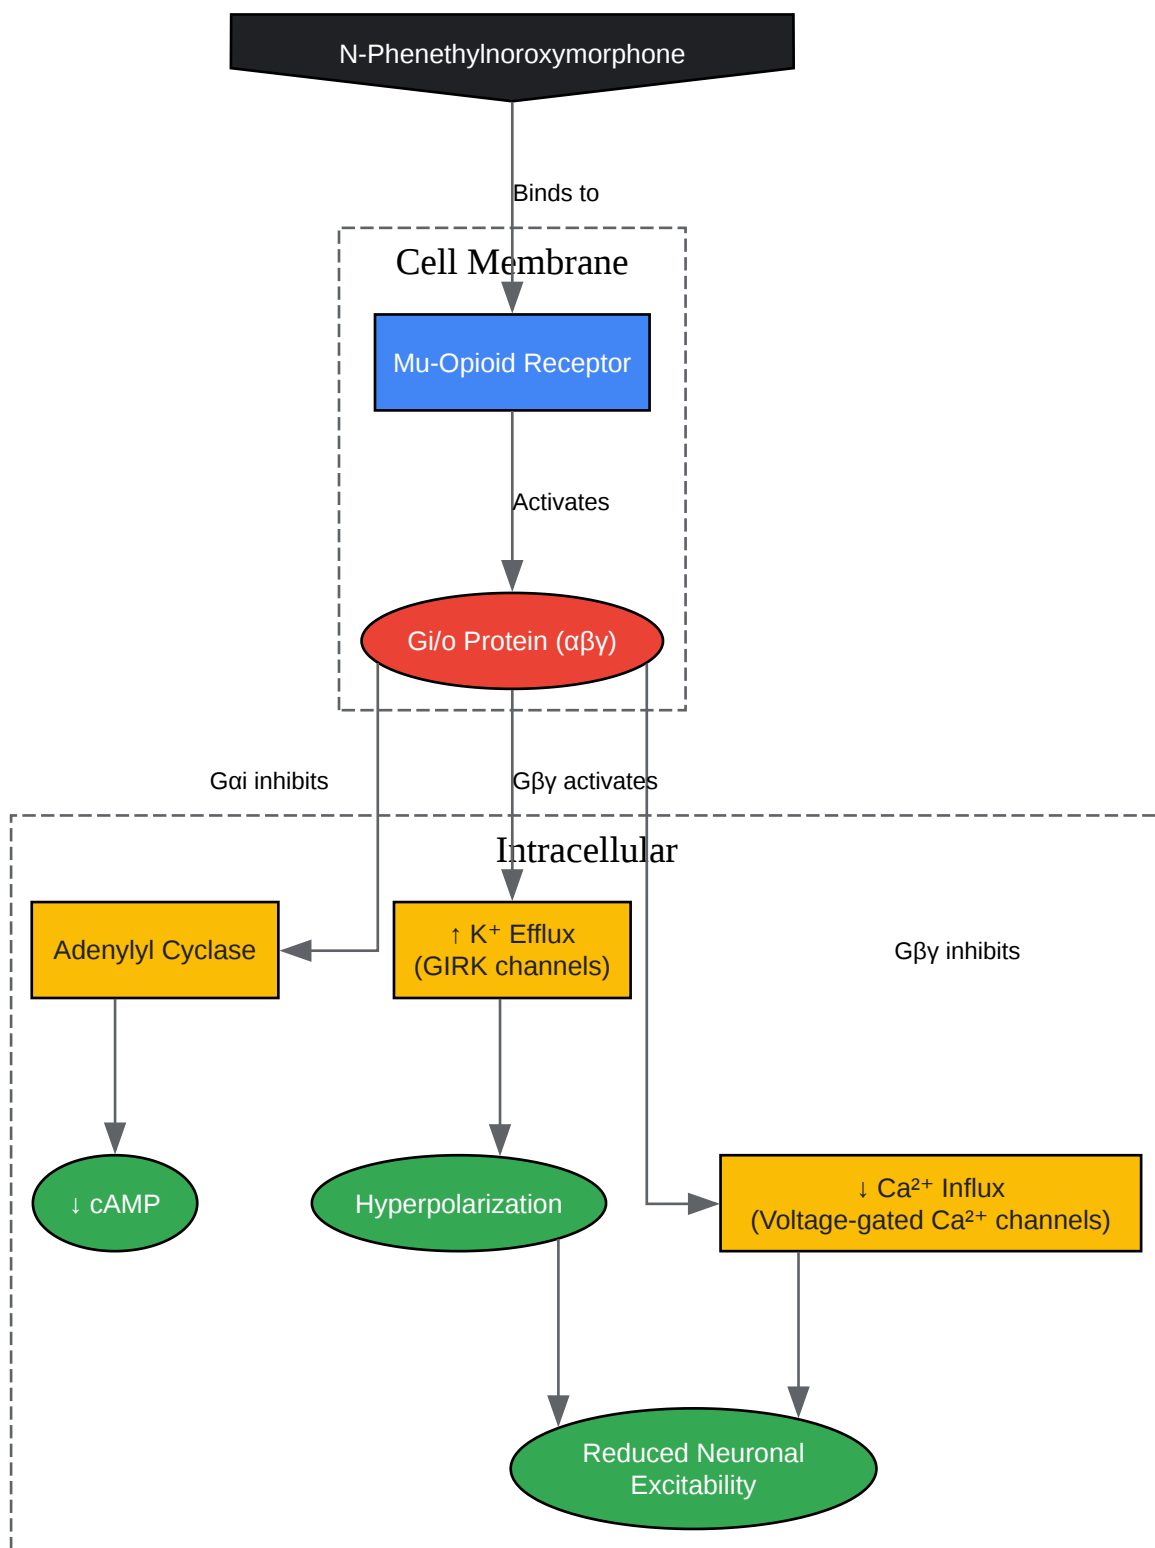 N-Phenethylnoroxymorphone
Binds to
Cell Membrane
Mu-Opioid Receptor
Activates
Gi/o Protein (αβγ)
Gαi inhibits
Gβγ activates
Intracellular
Adenylyl Cyclase
↑ K⁺ Efflux
(GIRK channels)
Gβγ inhibits
↓ cAMP
Hyperpolarization
↓ Ca²⁺ Influx
(Voltage-gated Ca²⁺ channels)
Reduced Neuronal
Excitability